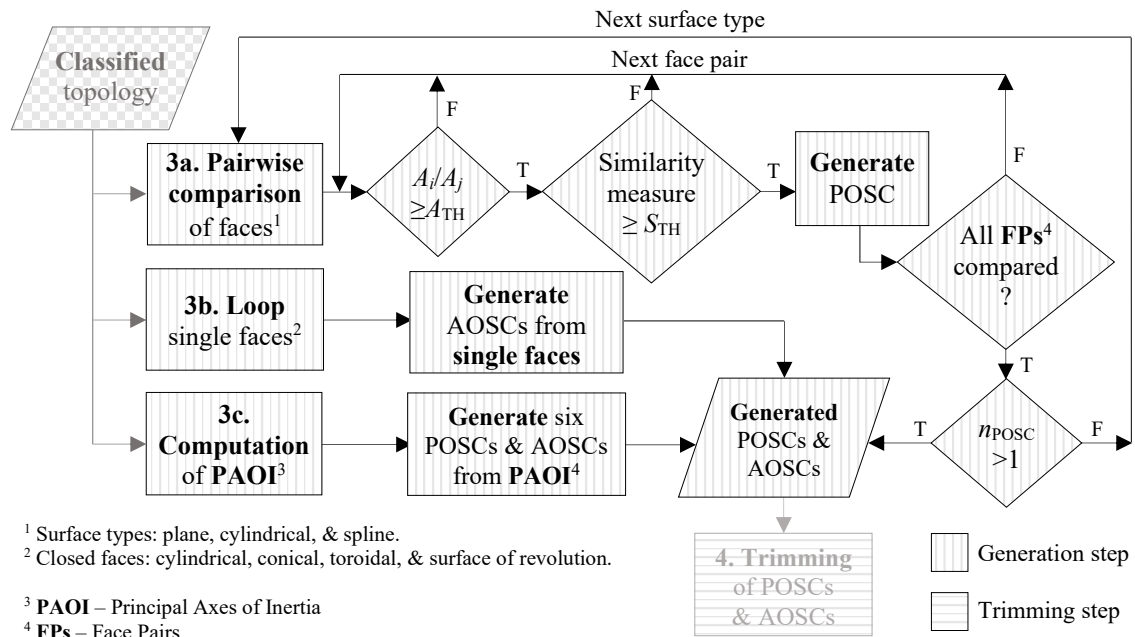 Next surface type
Classified
topology
Next face pair
F
F
3a. Pairwise
comparison
of faces¹
Aᵢ/Aⱼ
≥A_TH
T
Similarity
measure
≥ S_TH
T
Generate
POSC
F
All FPs⁴
compared
?
3b. Loop
single faces²
Generate
AOSCs from
single faces
T
3c.
Computation
of PAOI³
Generate six
POSCs & AOSCs
from PAOI⁴
Generated
POSCs &
AOSCs
T
n_POSC
>1
F
¹ Surface types: plane, cylindrical, & spline.
² Closed faces: cylindrical, conical, toroidal, & surface of revolution.
³ PAOI – Principal Axes of Inertia
⁴ FPs – Face Pairs
4. Trimming
of POSCs
& AOSCs
Generation step
Trimming step